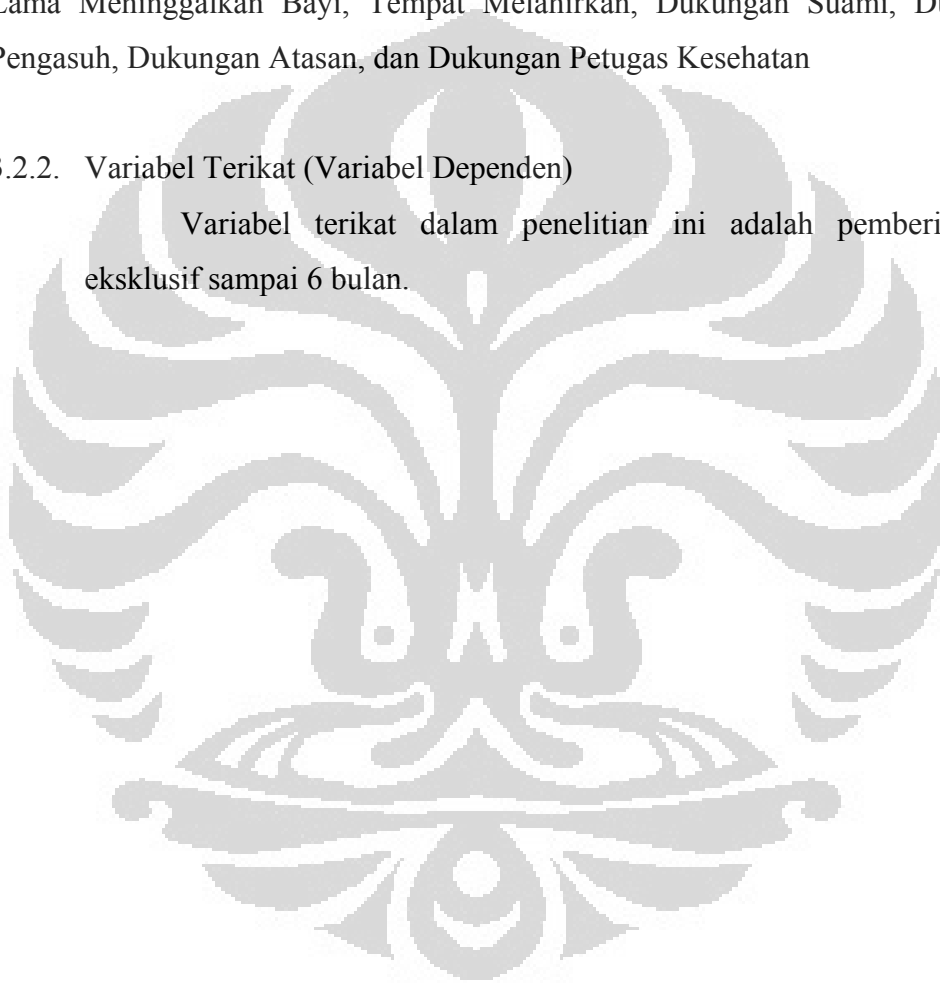 Lama Meninggalkan Bayi, Tempat Melahirkan, Dukungan Suami,
Pengasuh, Dukungan Atasan, dan Dukungan Petugas Kesehatan
3.2.2. Variabel Terikat (Variabel Dependen)
Variabel terikat dalam penelitian ini adalah
eksklusif sampai 6 bulan.